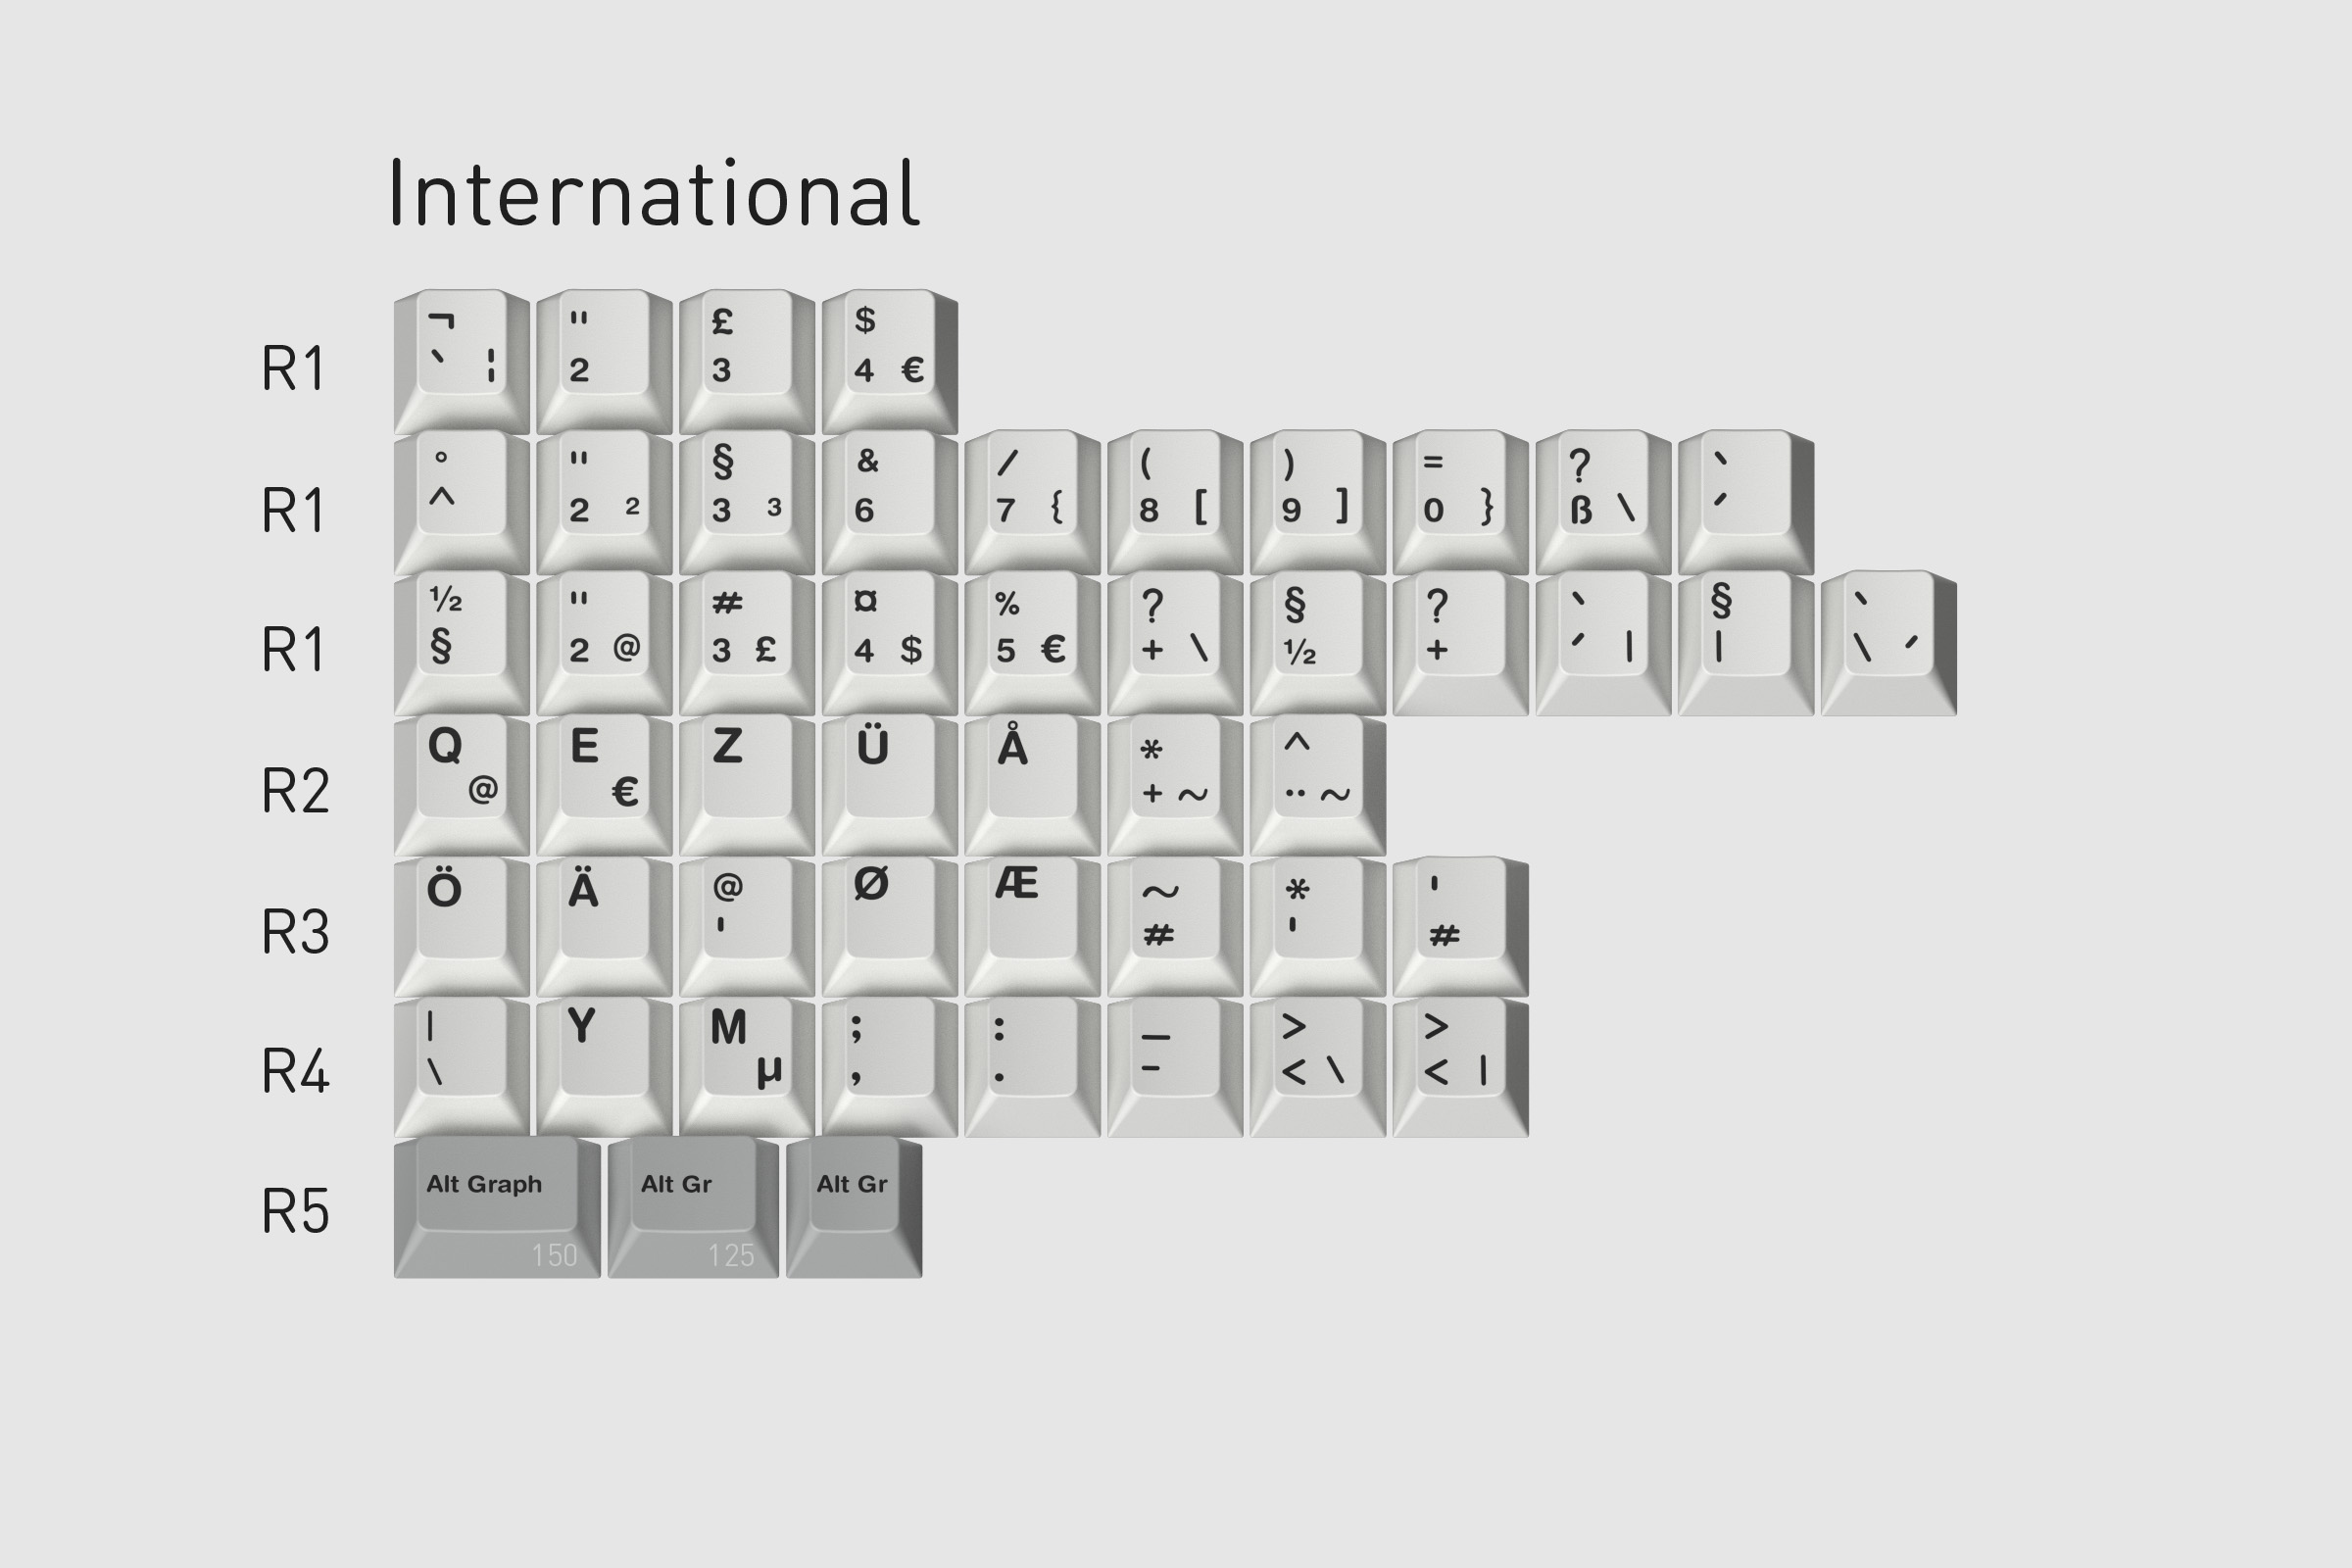 International
R1
¬ ` ¦
" 2
£ 3
$ 4 €
R1
° ^
" 2 ²
§ 3 ³
& 6
/ 7 {
( 8 [
) 9 ]
= 0 }
? ß \
` ´
R1
½ §
" 2 @
# 3 £
¤ 4 $
% 5 €
? + \
§ ½
? +
` ´ |
§ |
` \ ´
R2
Q @
E €
Z
Ü
Å
* + ~
^ ¨ ~
R3
Ö
Ä
@ '
Ø
Æ
~ #
* '
' #
R4
| \
Y
M µ
; ,
: .
_ -
> < \
> < |
R5
Alt Graph
150
Alt Gr
125
Alt Gr